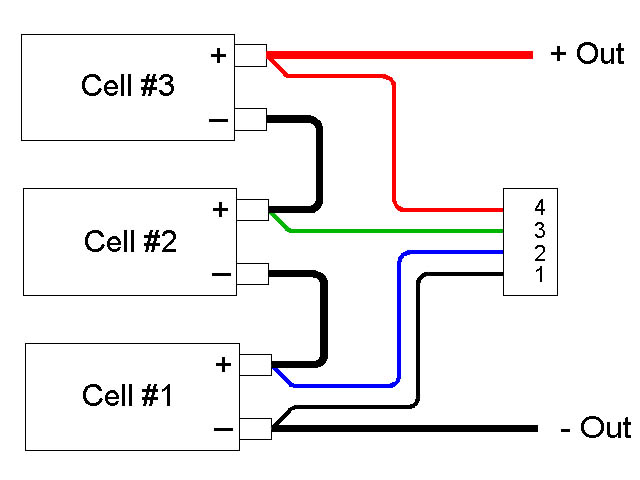 + Out
+
Cell #3
−
4
+
3
Cell #2
2
−
1
+
Cell #1
−
- Out